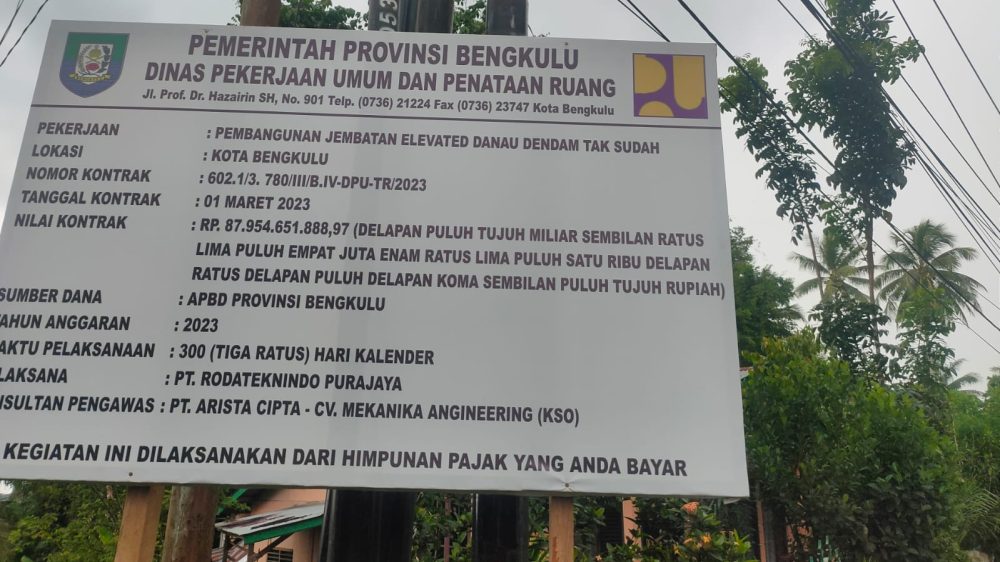 PEMERINTAH PROVINSI BENGKULU
DINAS PEKERJAAN UMUM DAN PENATAAN RUANG
Jl. Prof. Dr. Hazairin SH, No. 901 Telp. (0736) 21224 Fax (0736) 23747 Kota Bengkulu
PEKERJAAN : PEMBANGUNAN JEMBATAN ELEVATED DANAU DENDAM TAK SUDAH
LOKASI : KOTA BENGKULU
NOMOR KONTRAK : 602.1/3. 780/III/B.IV-DPU-TR/2023
TANGGAL KONTRAK : 01 MARET 2023
NILAI KONTRAK : RP. 87.954.651.888,97 (DELAPAN PULUH TUJUH MILIAR SEMBILAN RATUS
LIMA PULUH EMPAT JUTA ENAM RATUS LIMA PULUH SATU RIBU DELAPAN
RATUS DELAPAN PULUH DELAPAN KOMA SEMBILAN PULUH TUJUH RUPIAH)
SUMBER DANA : APBD PROVINSI BENGKULU
TAHUN ANGGARAN : 2023
AKTU PELAKSANAAN : 300 (TIGA RATUS) HARI KALENDER
LAKSANA : PT. RODATEKNINDO PURAJAYA
NSULTAN PENGAWAS : PT. ARISTA CIPTA - CV. MEKANIKA ANGINEERING (KSO)
KEGIATAN INI DILAKSANAKAN DARI HIMPUNAN PAJAK YANG ANDA BAYAR